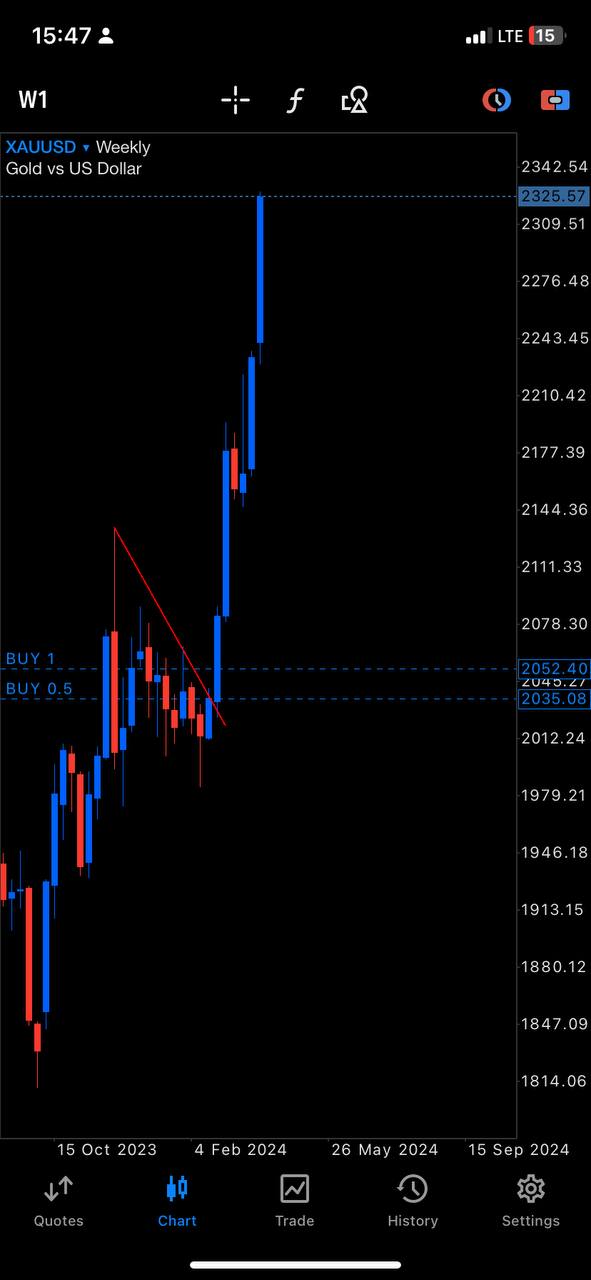 15:47
LTE 15
W1
XAUUSD ▾ Weekly
Gold vs US Dollar
2342.54
2325.57
2309.51
2276.48
2243.45
2210.42
2177.39
2144.36
2111.33
2078.30
BUY 1
2052.40
2045.27
BUY 0.5
2035.08
2012.24
1979.21
1946.18
1913.15
1880.12
1847.09
1814.06
15 Oct 2023
4 Feb 2024
26 May 2024
15 Sep 2024
Quotes
Chart
Trade
History
Settings